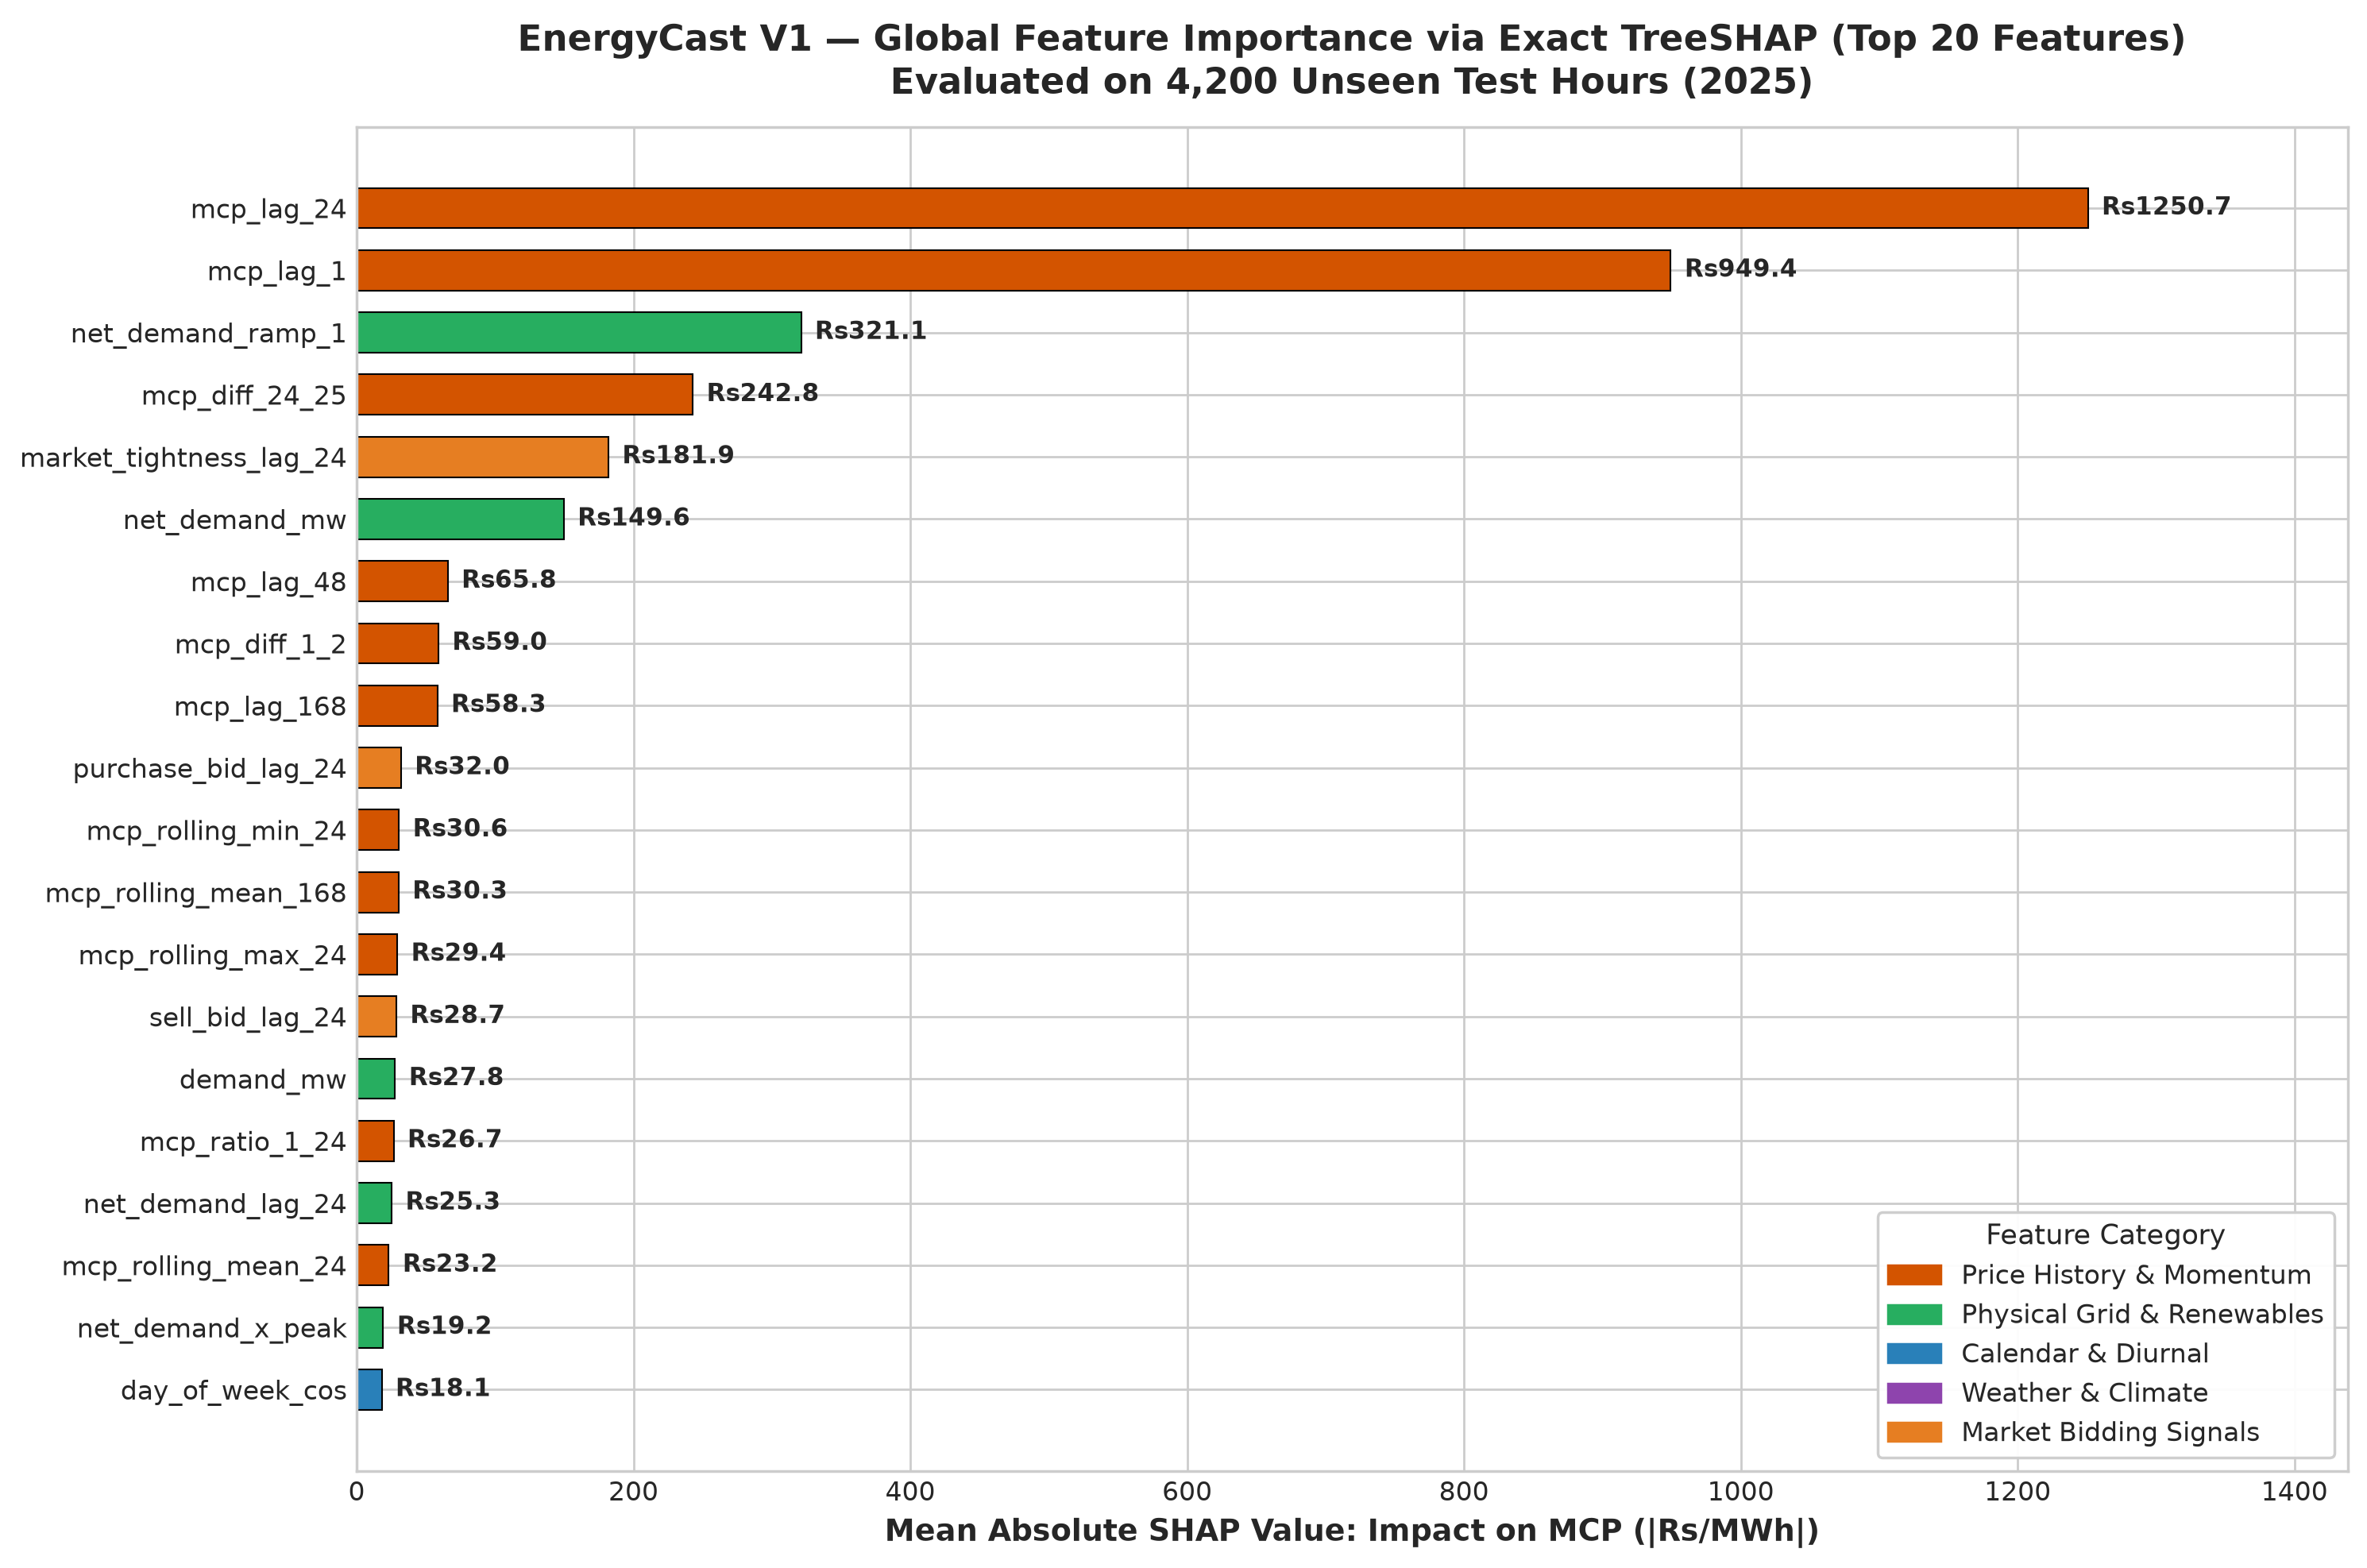 EnergyCast V1 — Global Feature Importance via Exact TreeSHAP (Top 20 Features)
Evaluated on 4,200 Unseen Test Hours (2025)
mcp_lag_24 Rs1250.7
mcp_lag_1 Rs949.4
net_demand_ramp_1 Rs321.1
mcp_diff_24_25 Rs242.8
market_tightness_lag_24 Rs181.9
net_demand_mw Rs149.6
mcp_lag_48 Rs65.8
mcp_diff_1_2 Rs59.0
mcp_lag_168 Rs58.3
purchase_bid_lag_24 Rs32.0
mcp_rolling_min_24 Rs30.6
mcp_rolling_mean_168 Rs30.3
mcp_rolling_max_24 Rs29.4
sell_bid_lag_24 Rs28.7
demand_mw Rs27.8
mcp_ratio_1_24 Rs26.7
net_demand_lag_24 Rs25.3
mcp_rolling_mean_24 Rs23.2
net_demand_x_peak Rs19.2
day_of_week_cos Rs18.1
Feature Category
Price History & Momentum
Physical Grid & Renewables
Calendar & Diurnal
Weather & Climate
Market Bidding Signals
0 200 400 600 800 1000 1200 1400
Mean Absolute SHAP Value: Impact on MCP (|Rs/MWh|)